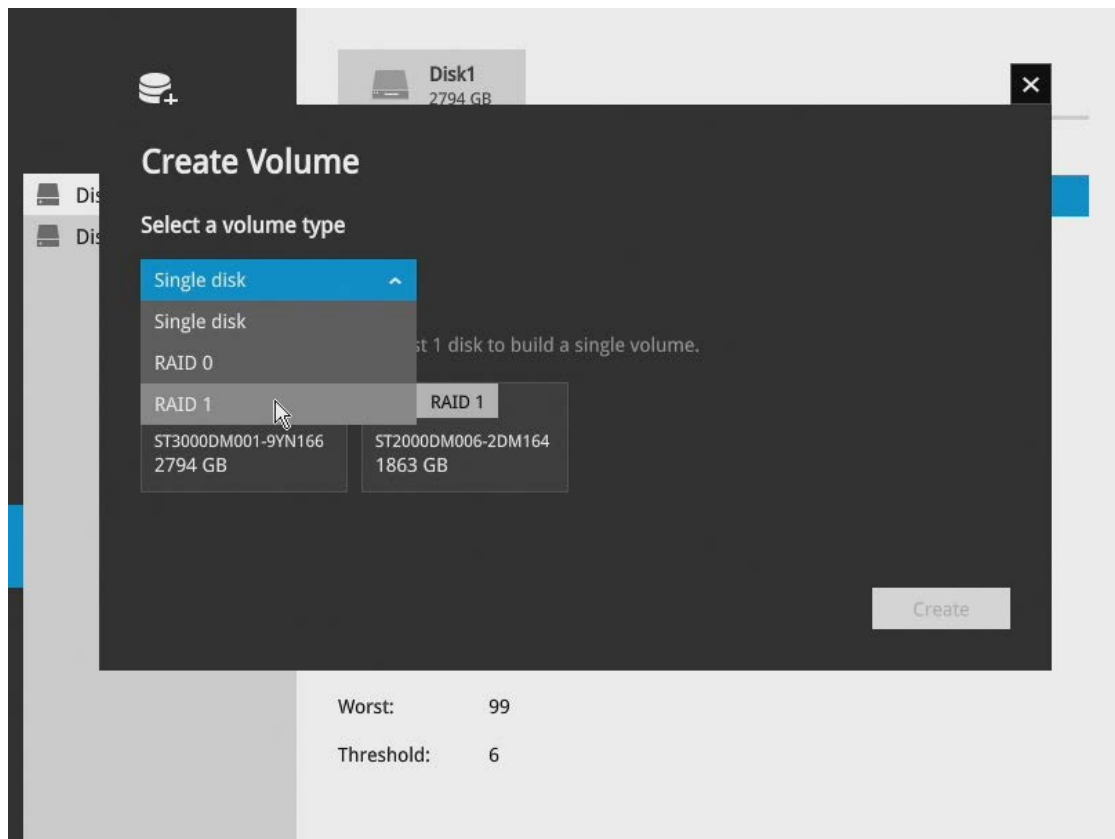 Disk1
2794 GB
Create Volume
Dis
Select a volume type
Dis
Single disk
Single disk
st 1 disk to build a single volume.
RAID 0
RAID 1
RAID 1
ST3000DM001-9YN166
ST2000DM006-2DM164
2794 GB
1863 GB
Create
Worst: 99
Threshold: 6